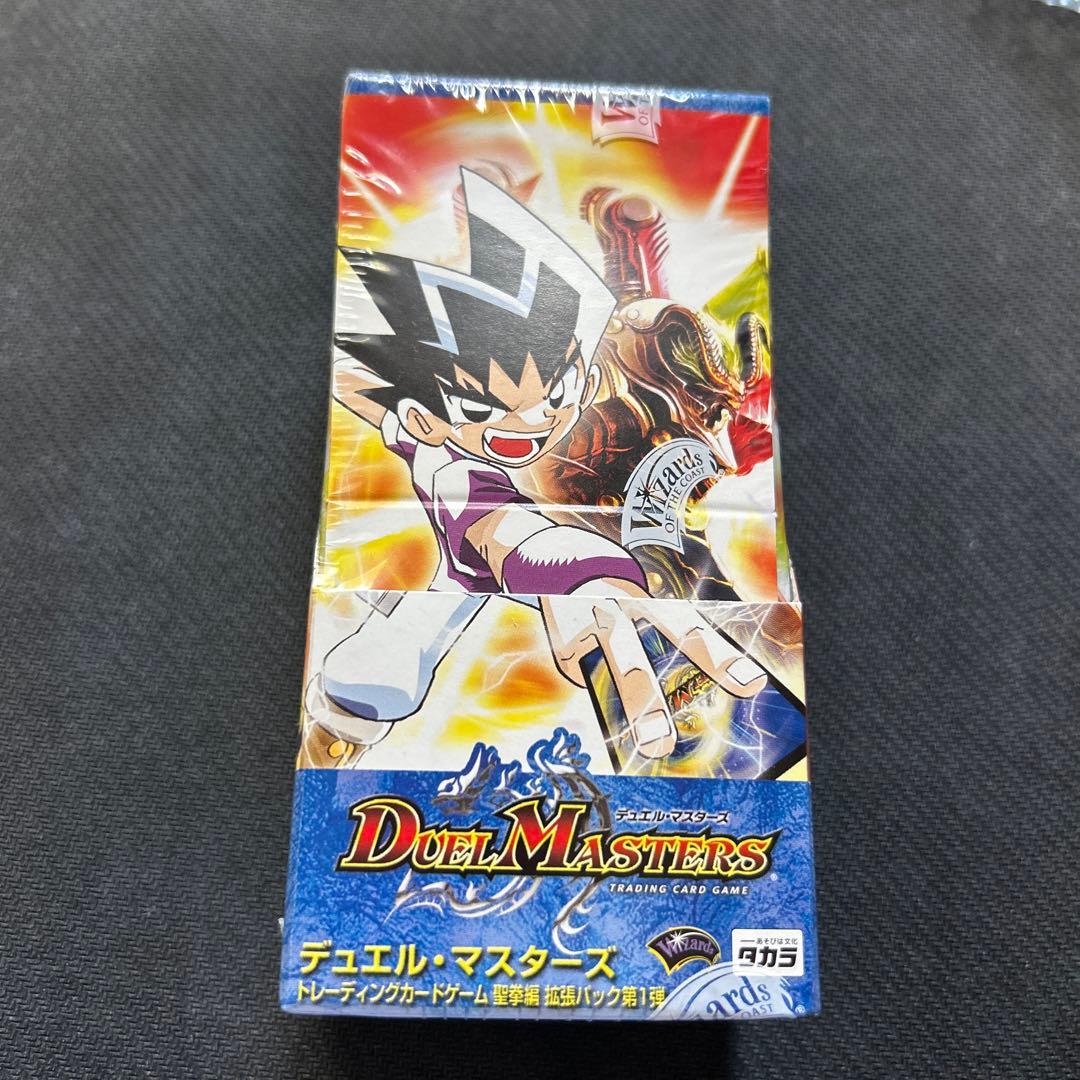 Wizards
OF THE COAST
デュエル・マスターズ
DUEL MASTERS
TRADING CARD GAME
Wizards
あそびは文化
タカラ
デュエル・マスターズ
トレーディングカードゲーム 聖拳編 拡張パック第1弾